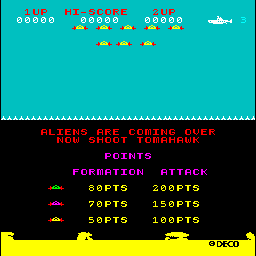 1UP HI-SCORE 2UP
00000 00000 00000 3
ALIENS ARE COMING OVER
NOW SHOOT TOMAHAWK
POINTS
FORMATION ATTACK
80PTS 200PTS
70PTS 150PTS
50PTS 100PTS
© DECO